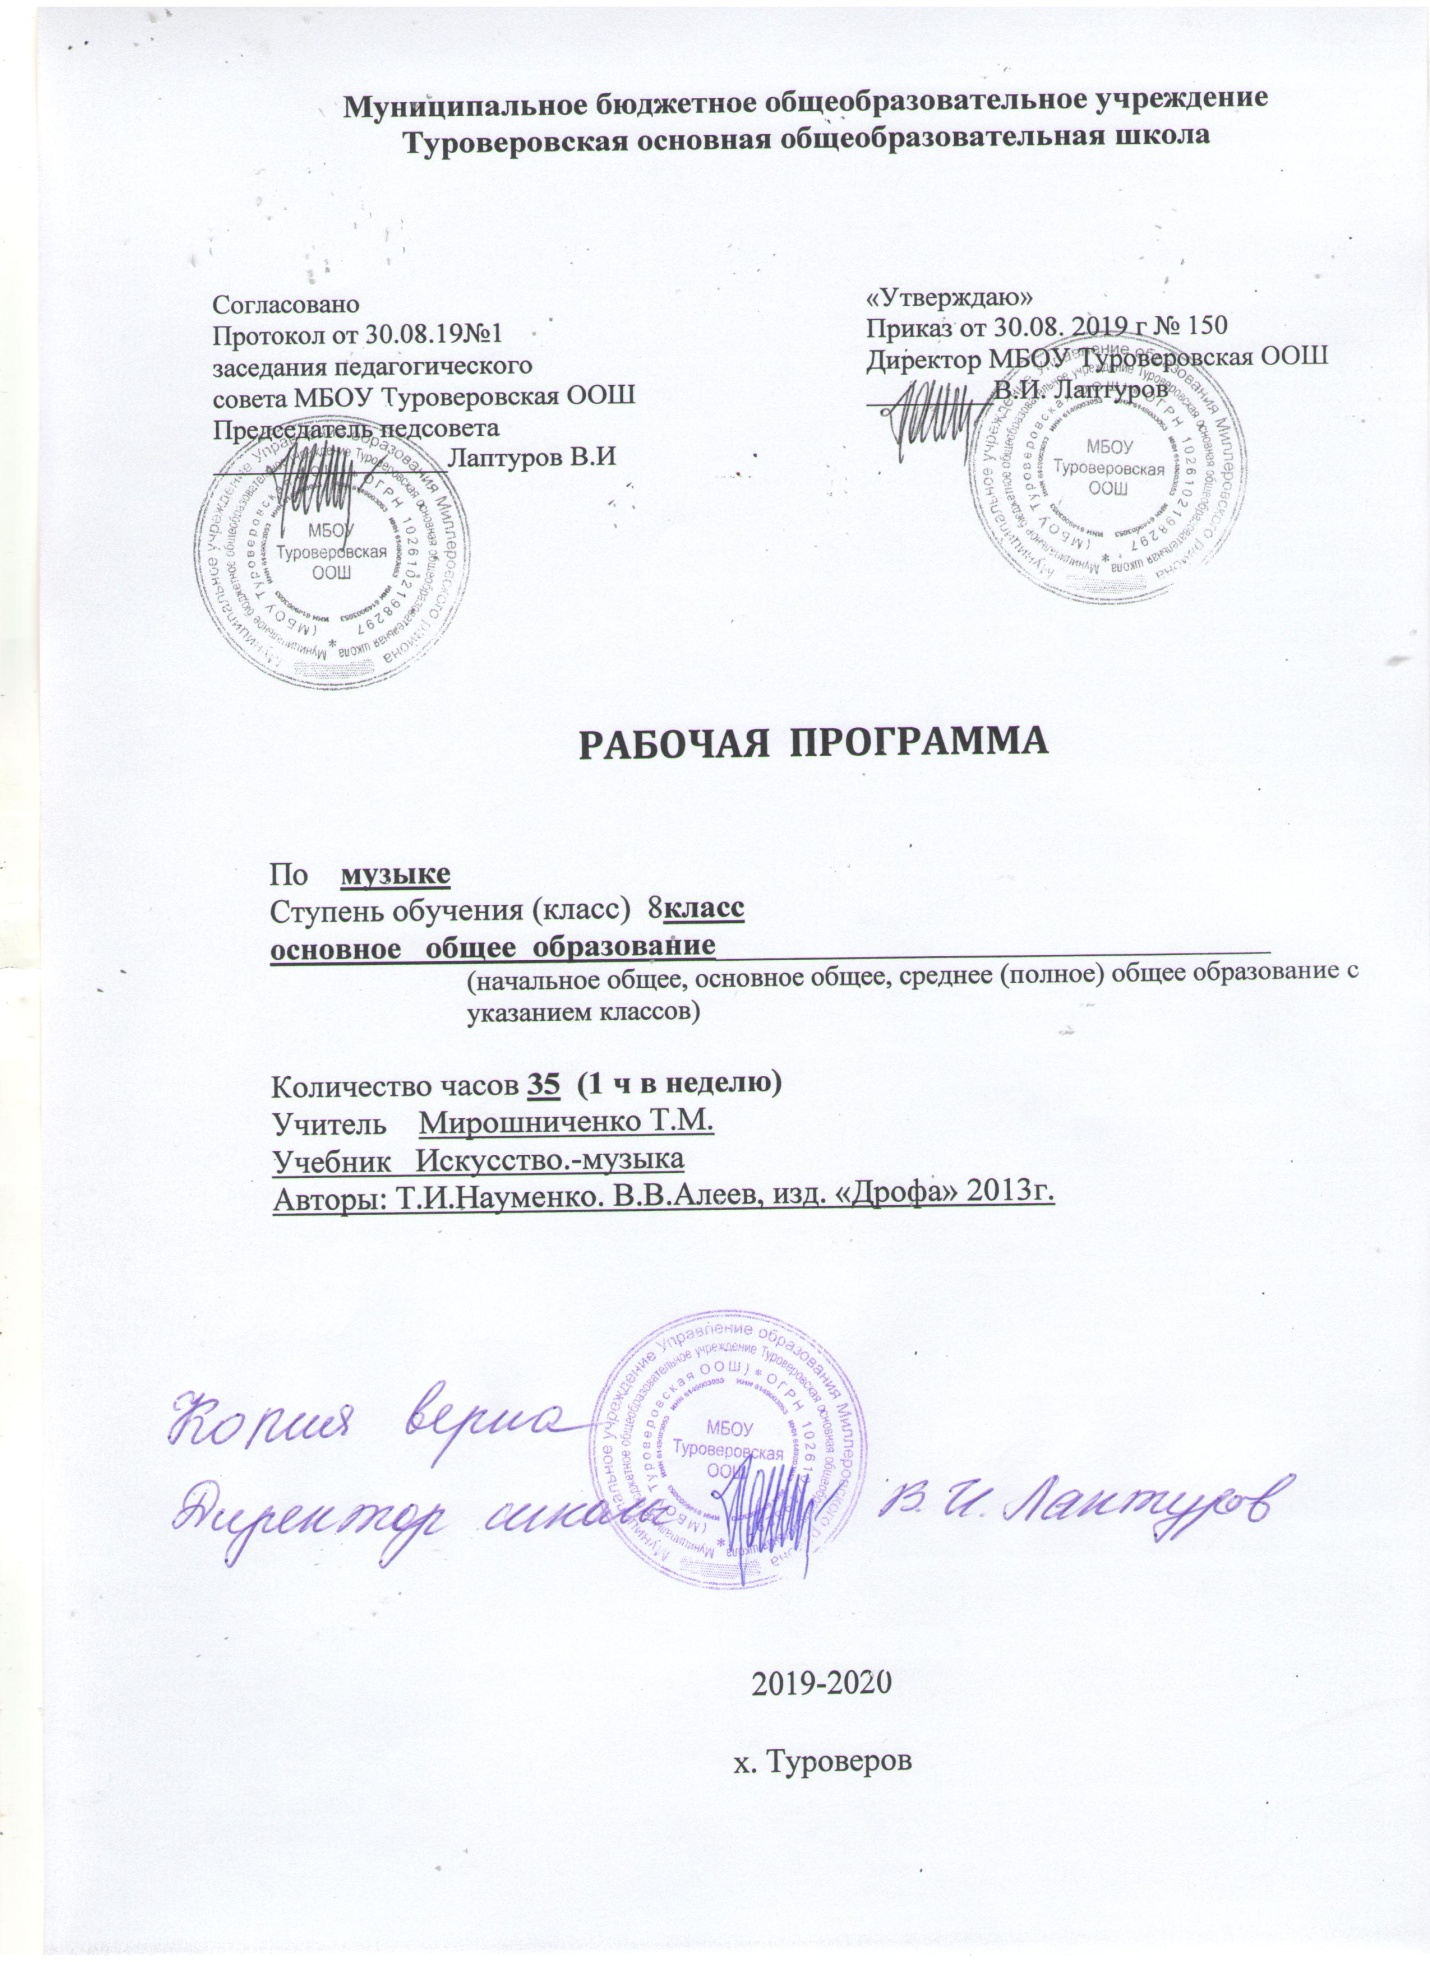 Муниципальное бюджетное общеобразовательное учреждение
Туроверовская основная общеобразовательная школа
Согласовано
Протокол от 30.08.19№1
заседания педагогического
совета МБОУ Туроверовская ООШ
Председатель педсовета
Лаптуров В.И
МБОУ
Туроверовская
ООШ
«Утверждаю»
Приказ от 30.08. 2019 г № 150
Директор МБОУ Туроверовская ООШ
В.И. Лаптуров
МБОУ
Туроверовская
ООШ
РАБОЧАЯ ПРОГРАММА
По музыке
Ступень обучения (класс) 8класс
основное общее образование
(начальное общее, основное общее, среднее (полное) общее образование с
указанием классов)
Количество часов 35 (1 ч в неделю)
Учитель Мирошниченко Т.М.
Учебник Искусство.-музыка
Авторы: Т.И.Науменко. В.В.Алеев, изд. «Дрофа» 2013г.
МБОУ
Туроверовская
ООШ
Копия верна
Директор школы В.И. Лаптуров
2019-2020
х. Туроверов